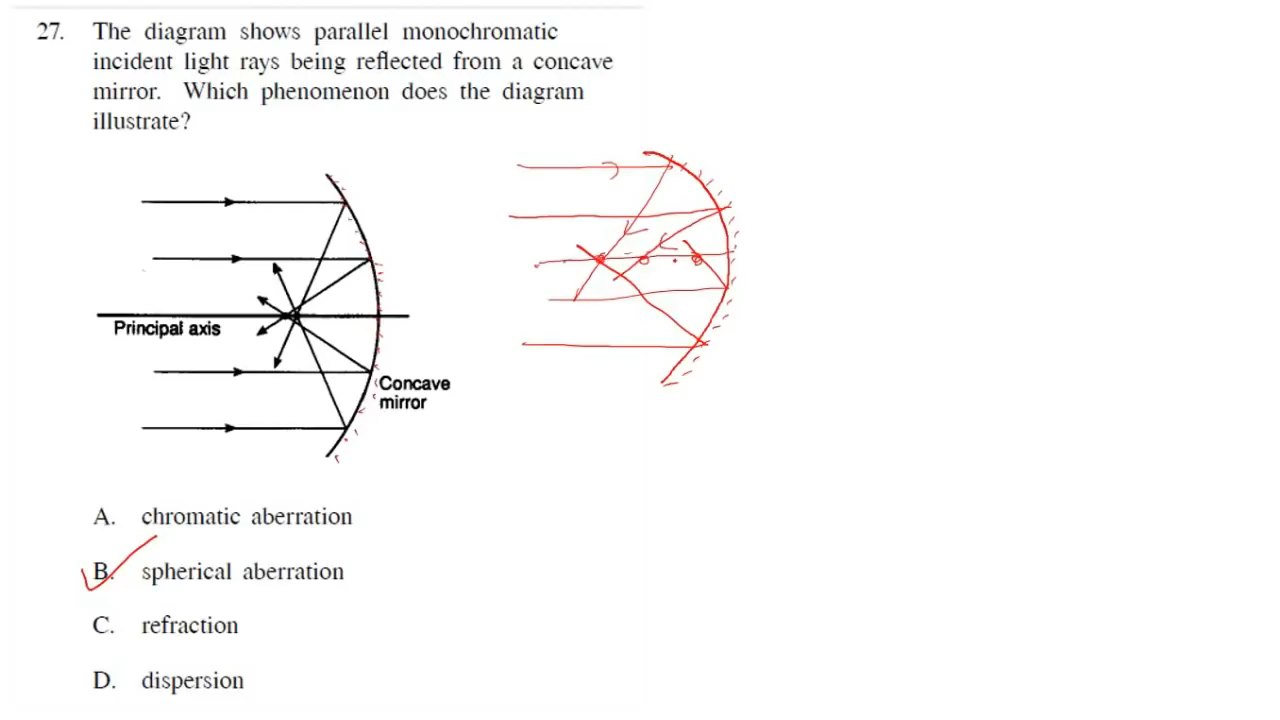 27. The diagram shows parallel monochromatic
incident light rays being reflected from a concave
mirror. Which phenomenon does the diagram
illustrate?
Principal axis
Concave
mirror
A. chromatic aberration
B. spherical aberration
C. refraction
D. dispersion